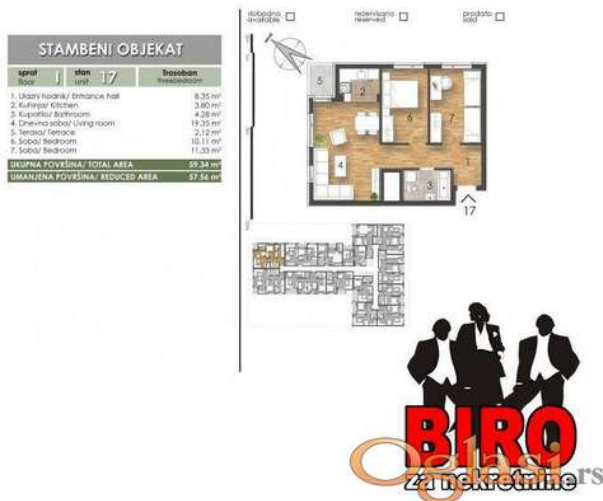 slobodno
available
rezervisano
reserved
prodato
sold
STAMBENI OBJEKAT
sprat
floor
I
stan
unit
17
Trosoban
threebedroom
1. Ulazni hodnik/ Entrance hall 8,35 m²
2. Kuhinja/ Kitchen 3,80 m²
3. Kupatilo/ Bathroom 4,28 m²
4. Dnevna soba/ Living room 19,35 m²
5. Terasa/ Terrace 2,12 m²
6. Soba/ Bedroom 10,11 m²
7. Soba/ Bedroom 11,33 m²
UKUPNA POVRŠINA/ TOTAL AREA 59.34 m²
UMANJENA POVRŠINA/ REDUCED AREA 57.56 m²
5
2
6
7
4
3
1
17
BIRO
Oglasi.rs
za nekretnine